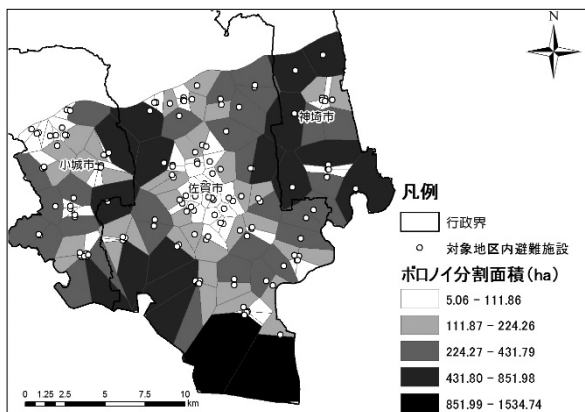 N
神埼市
小城市
佐賀市
凡例
行政界
対象地区内避難施設
ボロノイ分割面積(ha)
5.06 - 111.86
111.87 - 224.26
224.27 - 431.79
431.80 - 851.98
851.99 - 1534.74
0 1.25 2.5 5 7.5 10
km